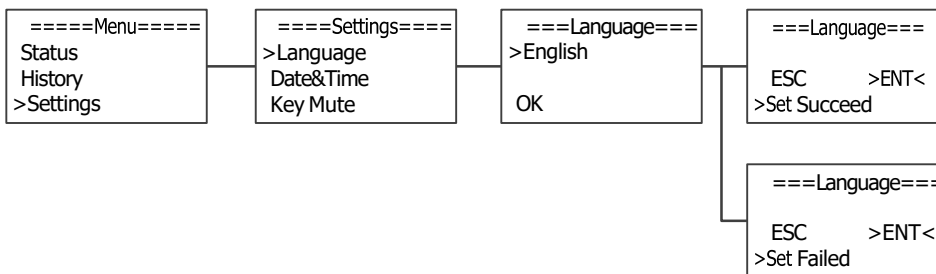 =====Menu=====
Status
History
>Settings
====Settings====
>Language
Date&Time
Key Mute
===Language===
>English
OK
===Language===
ESC >ENT<
>Set Succeed
===Language===
ESC >ENT<
>Set Failed